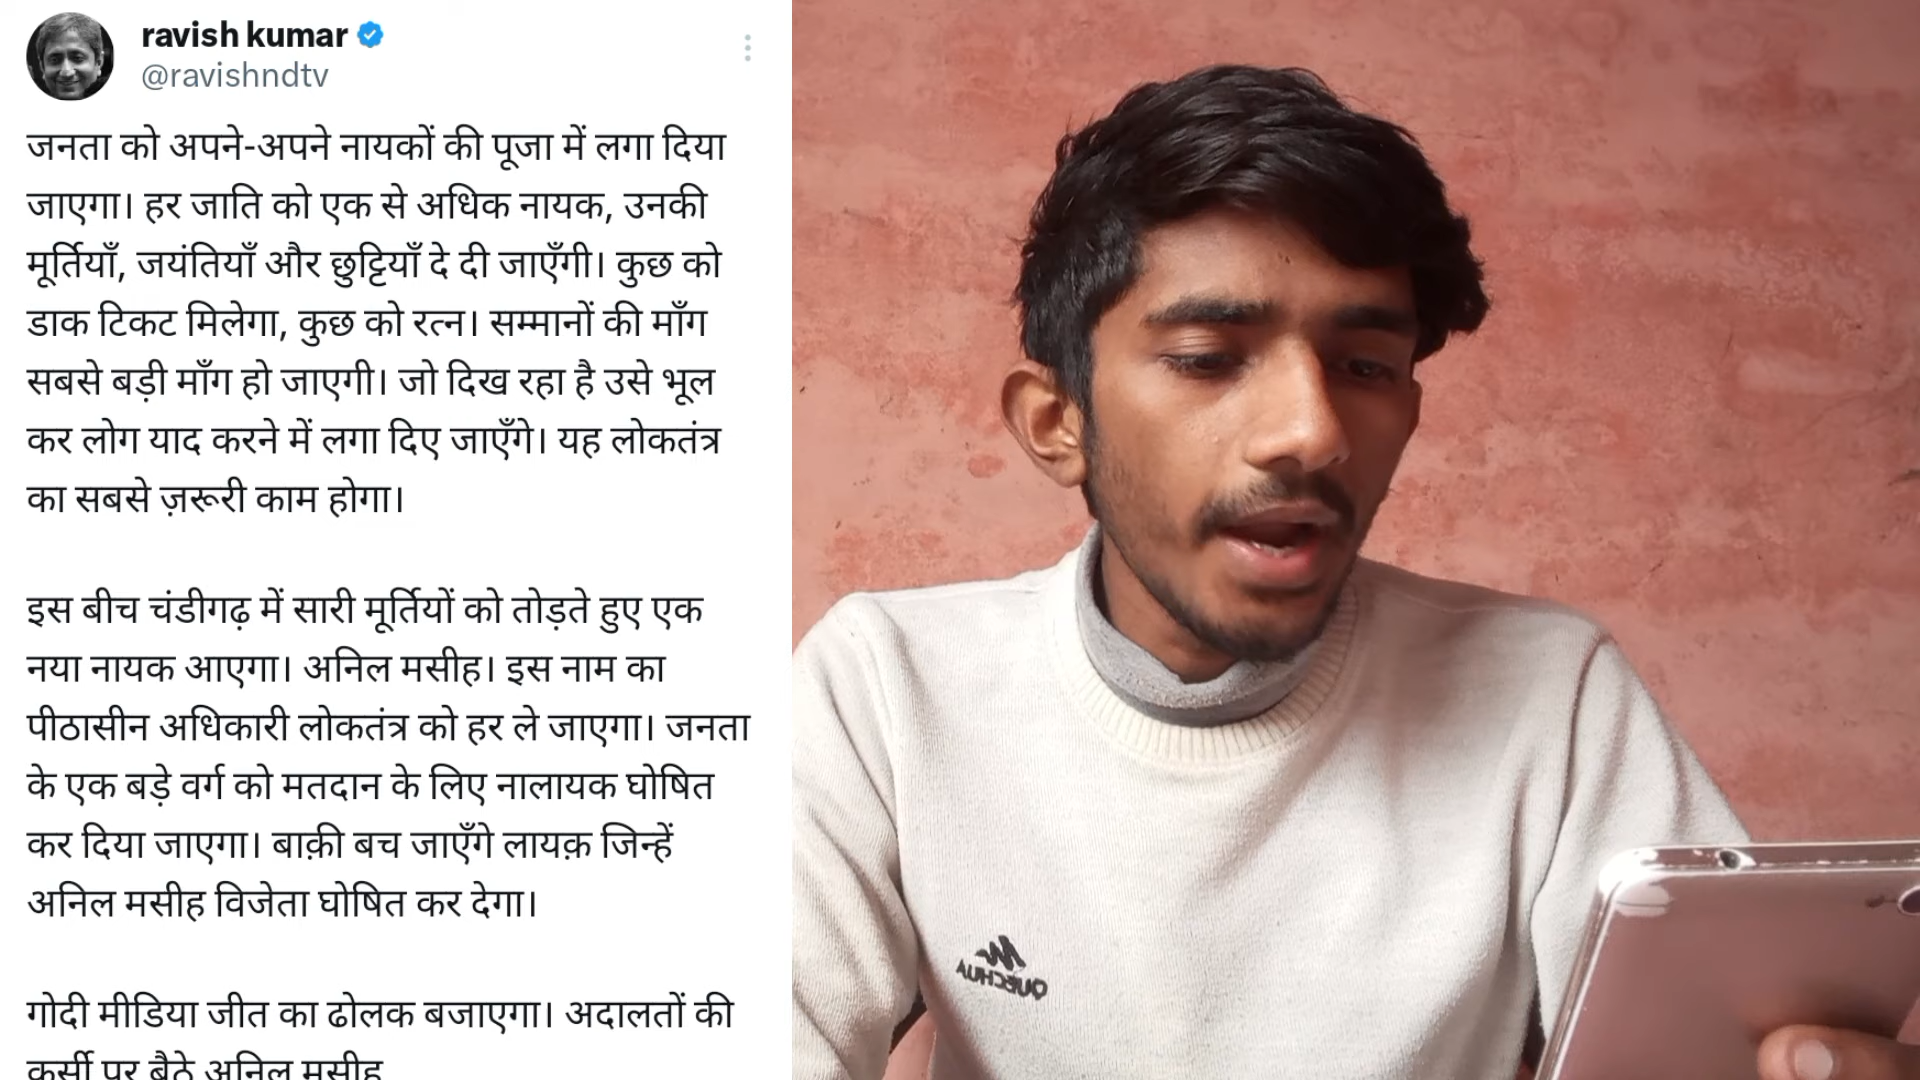 ravish kumar
@ravishndtv
जनता को अपने-अपने नायकों की पूजा में लगा दिया
जाएगा। हर जाति को एक से अधिक नायक, उनकी
मूर्तियाँ, जयंतियाँ और छुट्टियाँ दे दी जाएँगी। कुछ को
डाक टिकट मिलेगा, कुछ को रत्न। सम्मानों की माँग
सबसे बड़ी माँग हो जाएगी। जो दिख रहा है उसे भूल
कर लोग याद करने में लगा दिए जाएँगे। यह लोकतंत्र
का सबसे ज़रूरी काम होगा।
इस बीच चंडीगढ़ में सारी मूर्तियों को तोड़ते हुए एक
नया नायक आएगा। अनिल मसीह। इस नाम का
पीठासीन अधिकारी लोकतंत्र को हर ले जाएगा। जनता
के एक बड़े वर्ग को मतदान के लिए नालायक घोषित
कर दिया जाएगा। बाक़ी बच जाएँगे लायक़ जिन्हें
अनिल मसीह विजेता घोषित कर देगा।
गोदी मीडिया जीत का ढोलक बजाएगा। अदालतों की
कुर्सी पर बैठे अनिल मसीह
QUECHUA